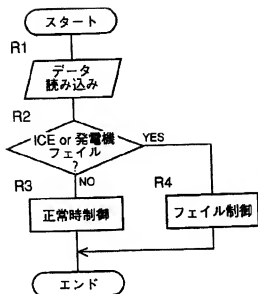 スタート
R1
データ
読み込み
R2
ICE or 発電機
フェイル
?
YES
NO
R3
正常時制御
R4
フェイル制御
エンド